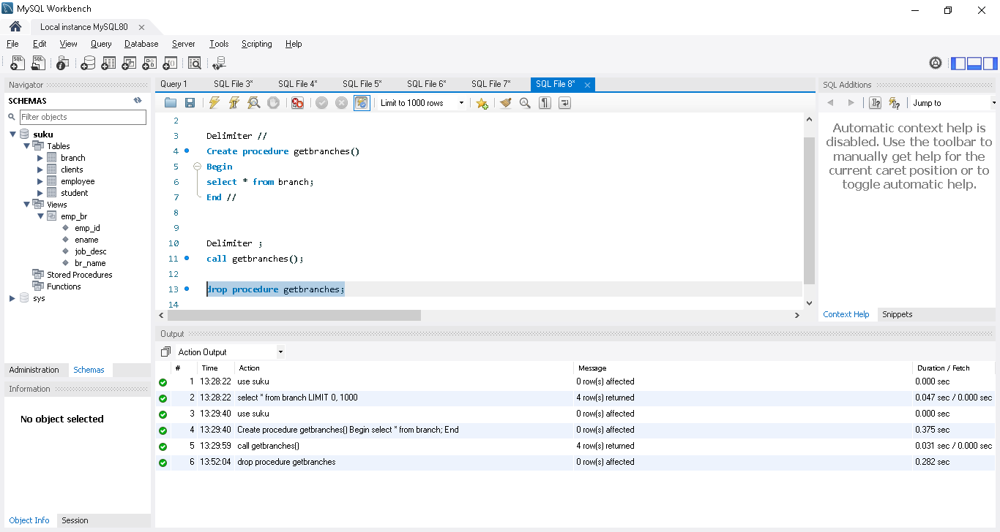 MySQL Workbench
Local instance MySQL80
File Edit View Query Database Server Tools Scripting Help
Navigator
SCHEMAS
Filter objects
suku
Tables
branch
clients
employee
student
Views
emp_br
emp_id
ename
job_desc
br_name
Stored Procedures
Functions
sys
Administration Schemas
Information
No object selected
Object Info Session
Query 1 SQL File 3* SQL File 4* SQL File 5* SQL File 6* SQL File 7* SQL File 8*
Limit to 1000 rows
2
3 Delimiter //
4 Create procedure getbranches()
5 Begin
6 select * from branch;
7 End //
8
9
10 Delimiter ;
11 call getbranches();
12
13 drop procedure getbranches;
14
SQL Additions
Jump to
Automatic context help is
disabled. Use the toolbar to
manually get help for the
current caret position or to
toggle automatic help.
Context Help Snippets
Output
Action Output
# Time Action Message Duration / Fetch
1 13:28:22 use suku 0 row(s) affected 0.000 sec
2 13:28:22 select * from branch LIMIT 0, 1000 4 row(s) returned 0.047 sec / 0.000 sec
3 13:29:40 use suku 0 row(s) affected 0.000 sec
4 13:29:40 Create procedure getbranches() Begin select * from branch; End 0 row(s) affected 0.375 sec
5 13:29:59 call getbranches() 4 row(s) returned 0.031 sec / 0.000 sec
6 13:52:04 drop procedure getbranches 0 row(s) affected 0.282 sec